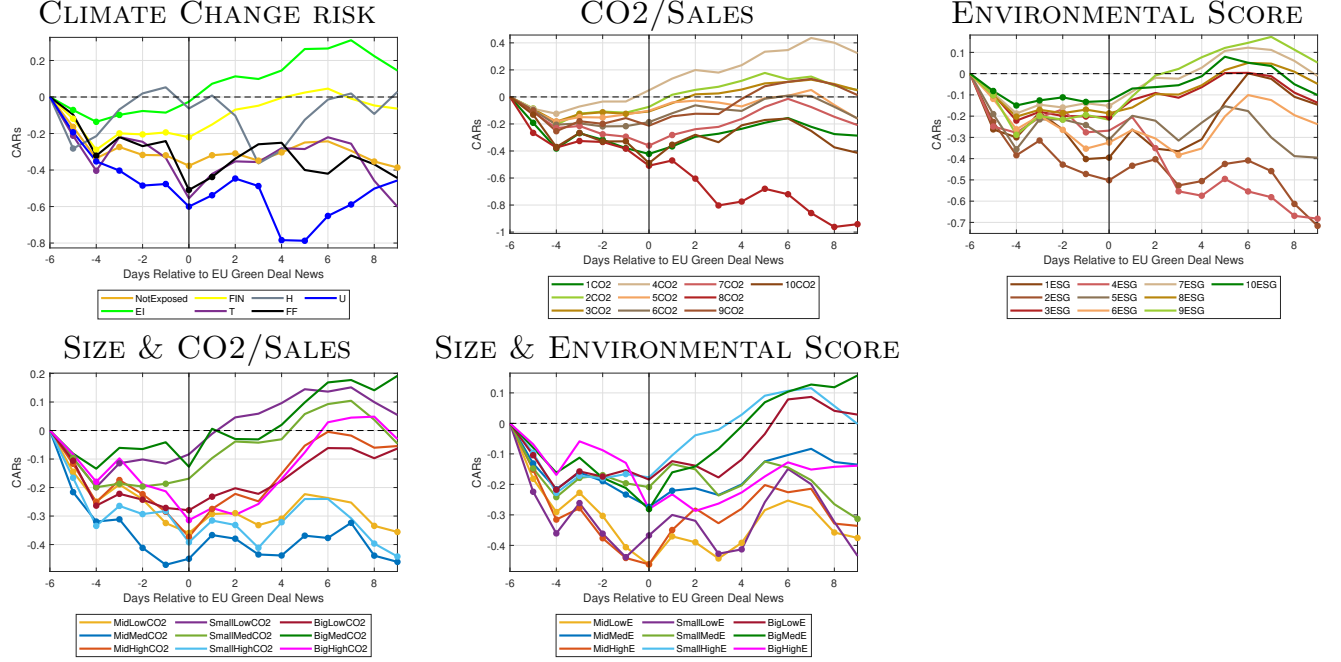 CLIMATE CHANGE RISK
0.2
0
-0.2
-0.4
-0.6
-0.8
CARs
-6 -4 -2 0 2 4 6 8
Days Relative to EU Green Deal News
NotExposed FIN H U
EI T FF
CO2/SALES
0.4
0.2
0
-0.2
-0.4
-0.6
-0.8
-1
CARs
-6 -4 -2 0 2 4 6 8
Days Relative to EU Green Deal News
1CO2 4CO2 7CO2 10CO2
2CO2 5CO2 8CO2
3CO2 6CO2 9CO2
ENVIRONMENTAL SCORE
0.1
0
-0.1
-0.2
-0.3
-0.4
-0.5
-0.6
-0.7
CARs
-6 -4 -2 0 2 4 6 8
Days Relative to EU Green Deal News
1ESG 4ESG 7ESG 10ESG
2ESG 5ESG 8ESG
3ESG 6ESG 9ESG
SIZE & CO2/SALES
0.2
0.1
0
-0.1
-0.2
-0.3
-0.4
CARs
-6 -4 -2 0 2 4 6 8
Days Relative to EU Green Deal News
MidLowCO2 SmallLowCO2 BigLowCO2
MidMedCO2 SmallMedCO2 BigMedCO2
MidHighCO2 SmallHighCO2 BigHighCO2
SIZE & ENVIRONMENTAL SCORE
0.1
0
-0.1
-0.2
-0.3
-0.4
CARs
-6 -4 -2 0 2 4 6 8
Days Relative to EU Green Deal News
MidLowE SmallLowE BigLowE
MidMedE SmallMedE BigMedE
MidHighE SmallHighE BigHighE